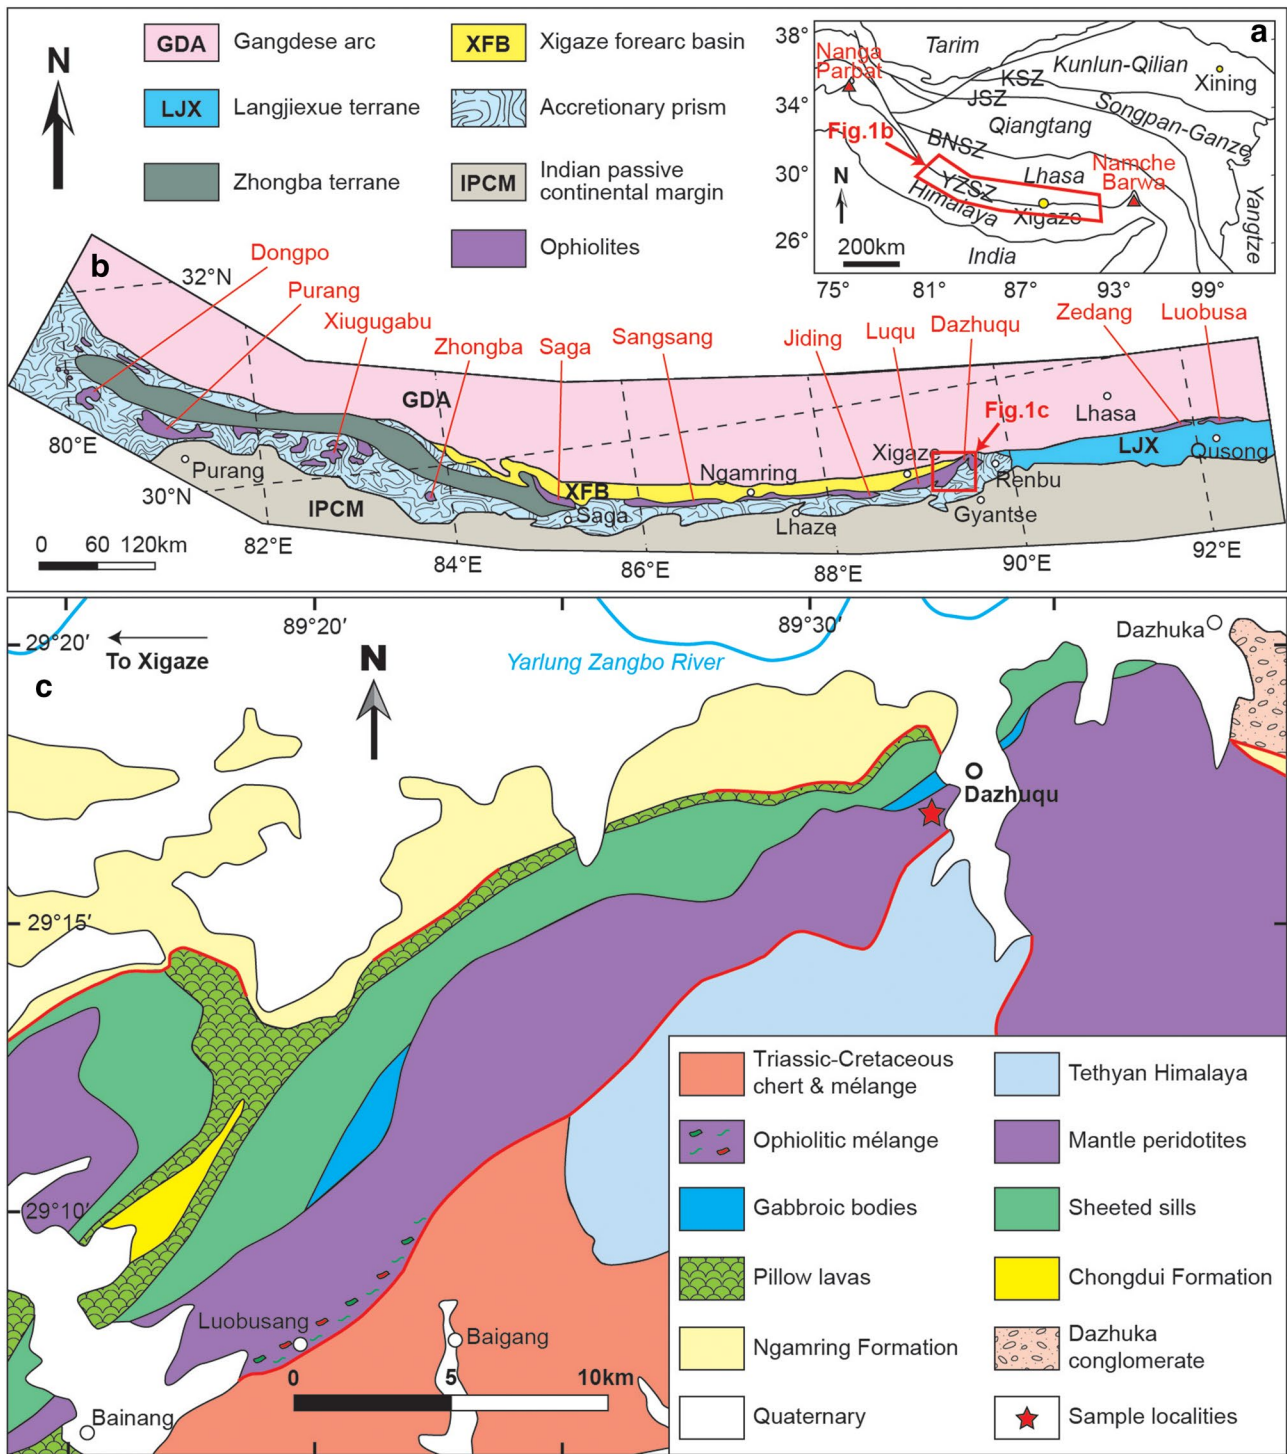 GDA Gangdese arc
XFB Xigaze forearc basin
LJX Langjiexue terrane
Accretionary prism
Zhongba terrane
IPCM Indian passive
continental margin
Ophiolites
N
a
38°
34°
30°
26°
75°
81°
87°
93°
99°
Nanga
Parbat
Tarim
Kunlun-Qilian
Xining
KSZ
JSZ
Songpan-Ganze
Qiangtang
Fig.1b
BNSZ
Lhasa
Namche
Barwa
N
YZSZ
Himalaya
Xigaze
Yangtze
India
200km
b
32°N
Dongpo
Purang
Xiugugabu
Zhongba
Saga
Sangsang
Jiding
Luqu
Dazhuqu
Zedang
Luobusa
GDA
Fig.1c
Lhasa
80°E
Purang
30°N
IPCM
XFB
Saga
Ngamring
Lhaze
Xigaze
Renbu
Gyantse
LJX
Qusong
0 60 120km
82°E
84°E
86°E
88°E
90°E
92°E
c
29°20′
To Xigaze
89°20′
N
Yarlung Zangbo River
89°30′
Dazhuka
Dazhuqu
29°15′
29°10′
Luobusang
Baigang
Bainang
0 5 10km
Triassic-Cretaceous
chert & mélange
Tethyan Himalaya
Ophiolitic mélange
Mantle peridotites
Gabbroic bodies
Sheeted sills
Pillow lavas
Chongdui Formation
Ngamring Formation
Dazhuka
conglomerate
Quaternary
Sample localities